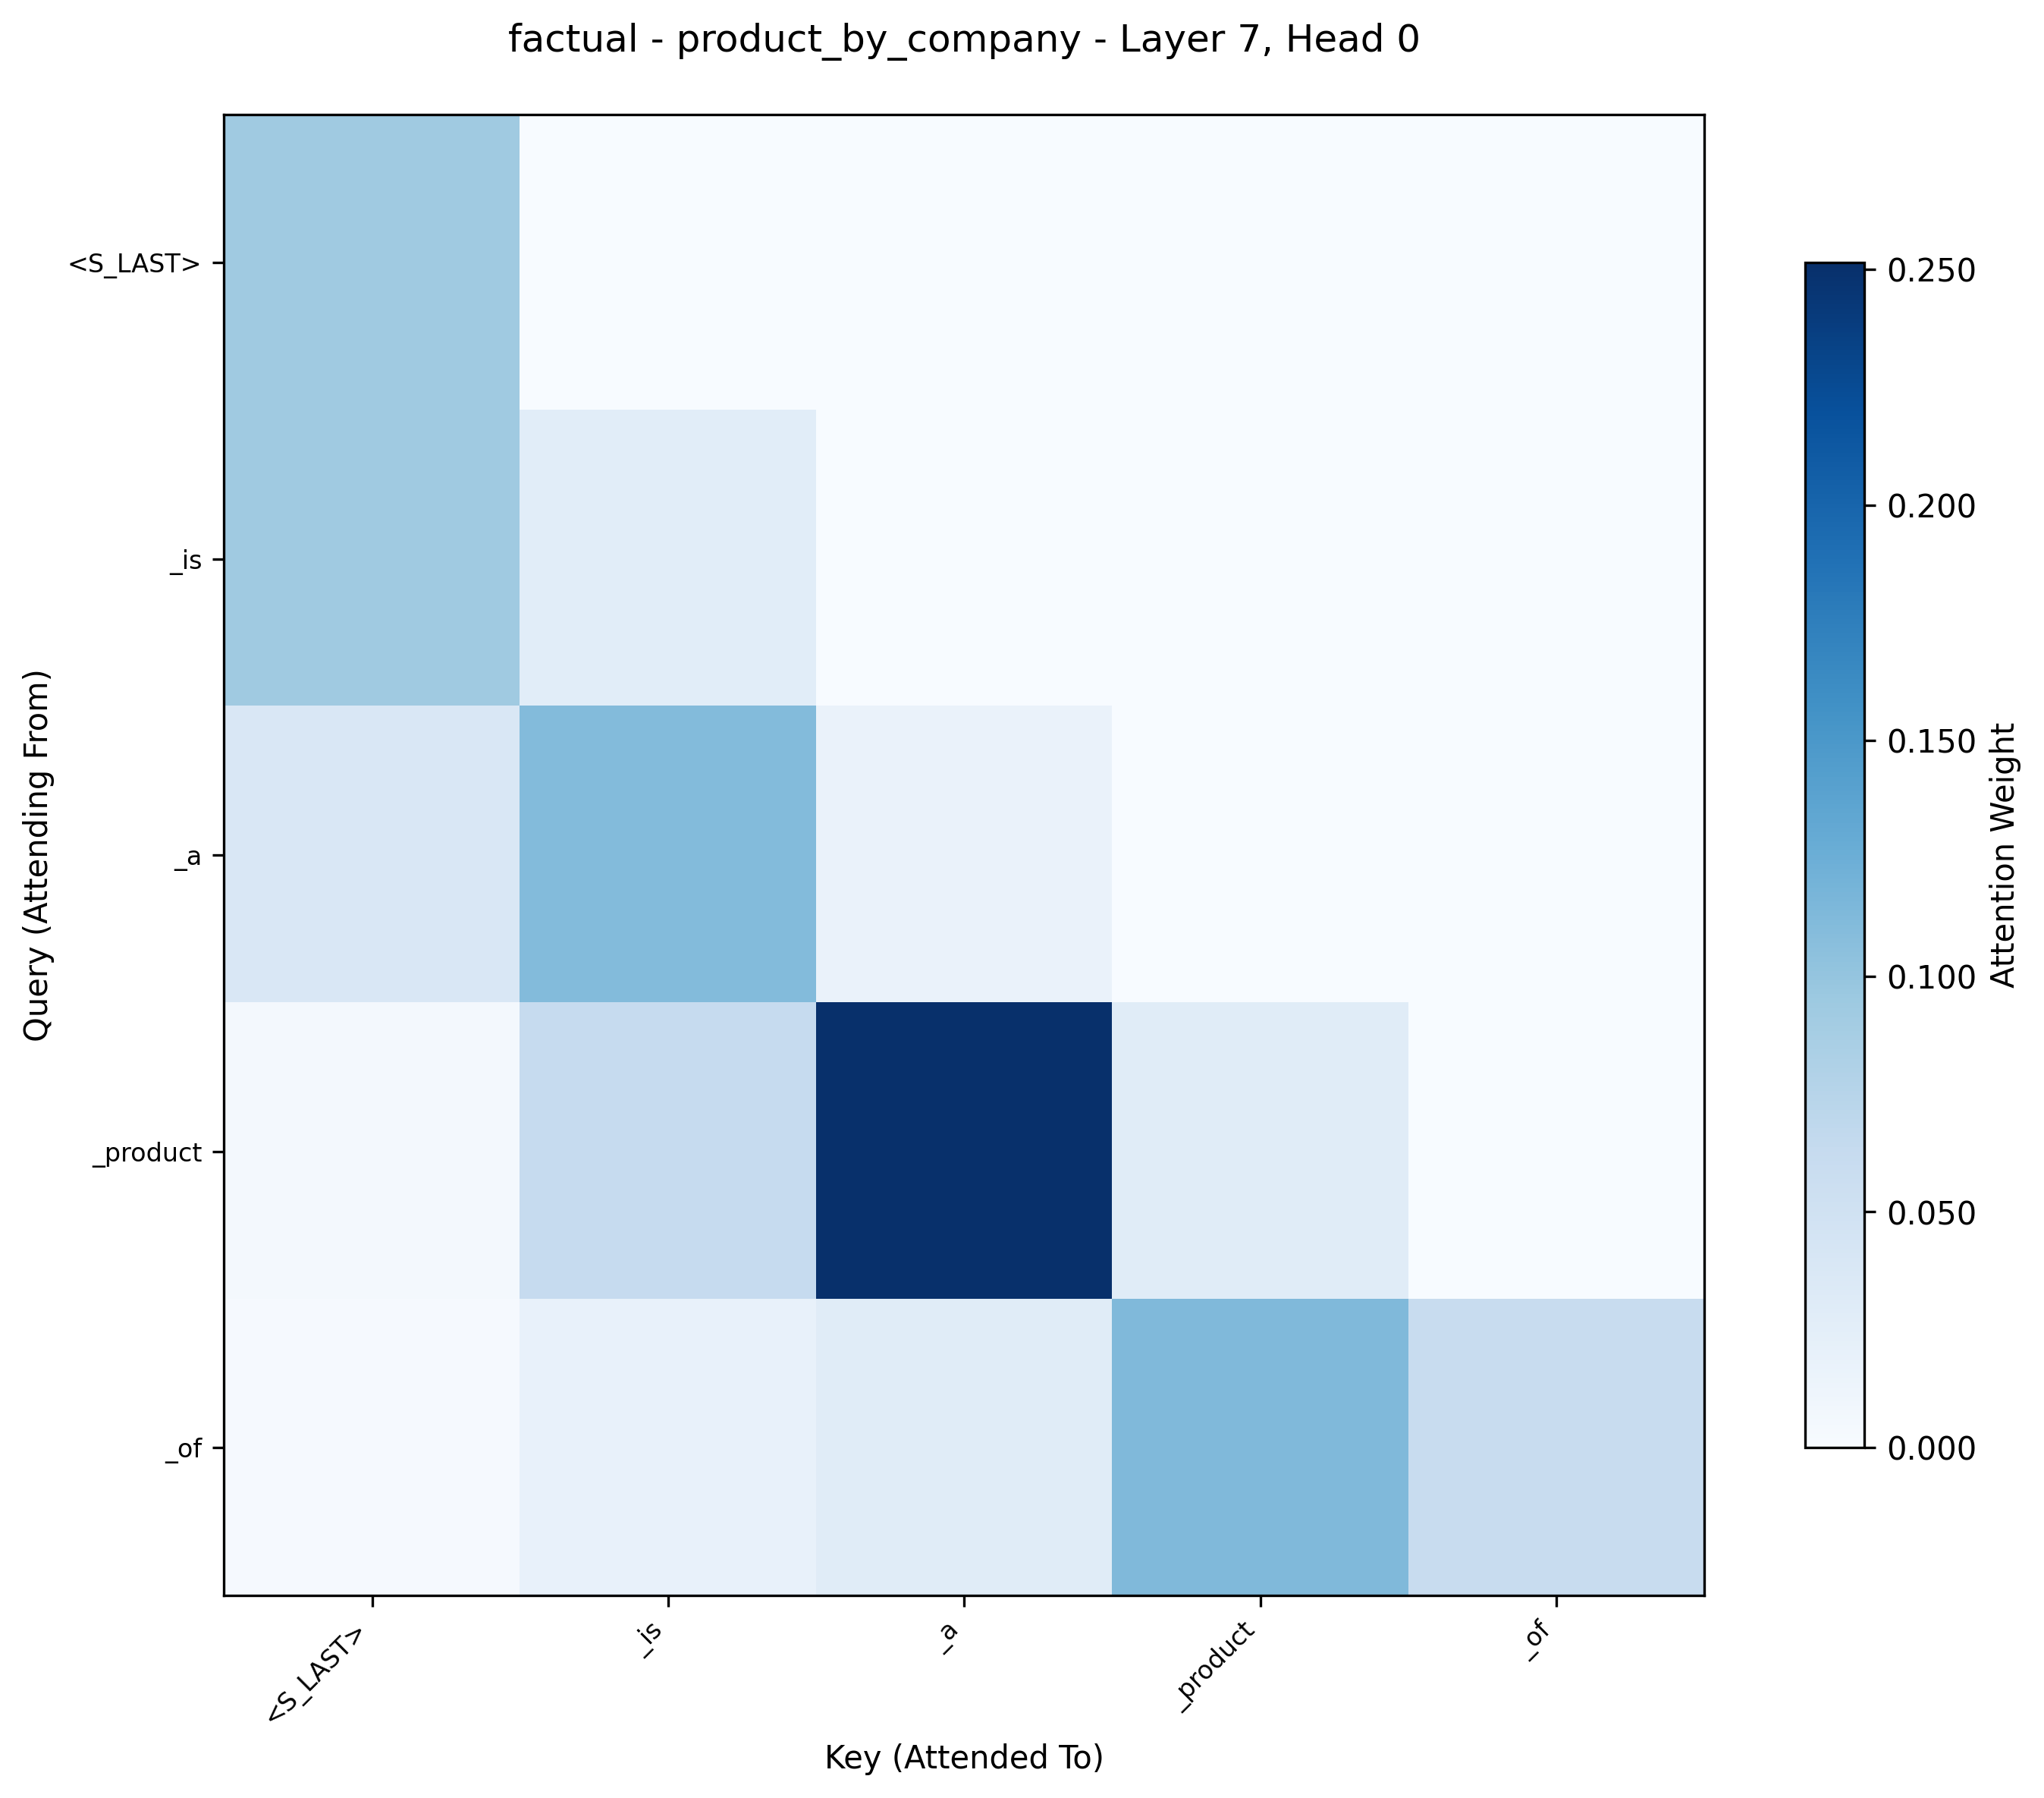 factual - product_by_company - Layer 7, Head 0
Query (Attending From)
<S_LAST>
_is
_a
_product
_of
<S_LAST>
_is
_a
_product
_of
Key (Attended To)
0.250
0.200
0.150
0.100
0.050
0.000
Attention Weight